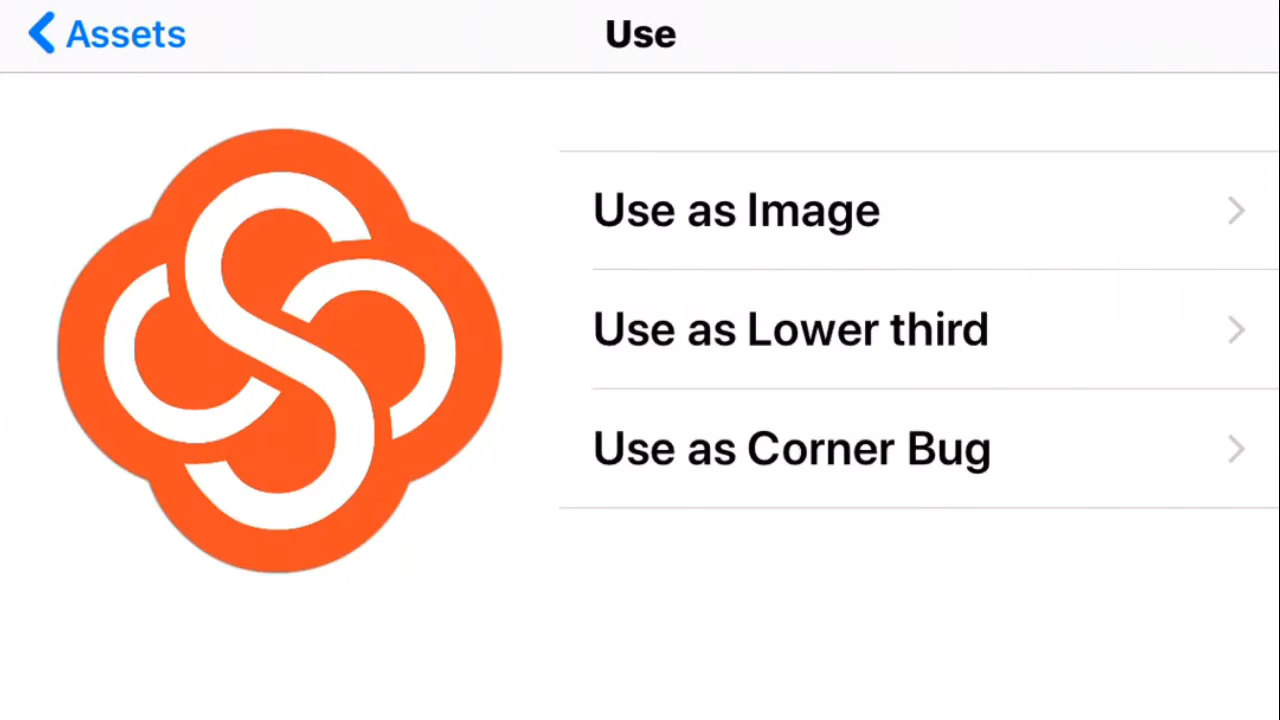 Assets
Use
Use as Image
Use as Lower third
Use as Corner Bug